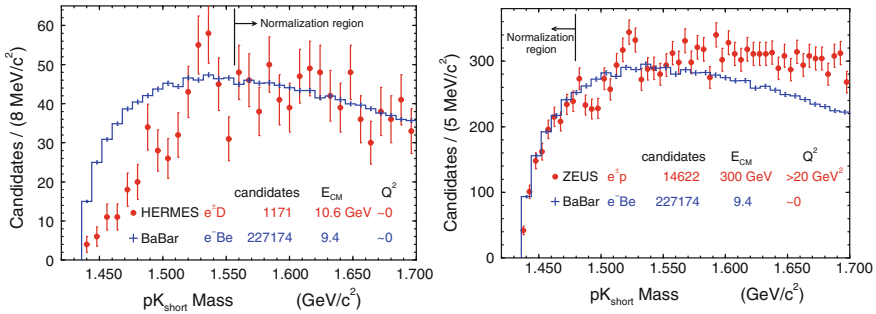 Normalization region
60
50
40
30
20
10
0
Candidates / (8 MeV/c²)
candidates E_CM Q²
HERMES e±D 1171 10.6 GeV ~0
BaBar e⁻Be 227174 9.4 ~0
1.450 1.500 1.550 1.600 1.650 1.700
pK_short Mass (GeV/c²)
Normalization
region
300
200
100
0
Candidates / (5 MeV/c²)
candidates E_CM Q²
ZEUS e±p 14622 300 GeV >20 GeV²
BaBar e⁻Be 227174 9.4 ~0
1.450 1.500 1.550 1.600 1.650 1.700
pK_short Mass (GeV/c²)